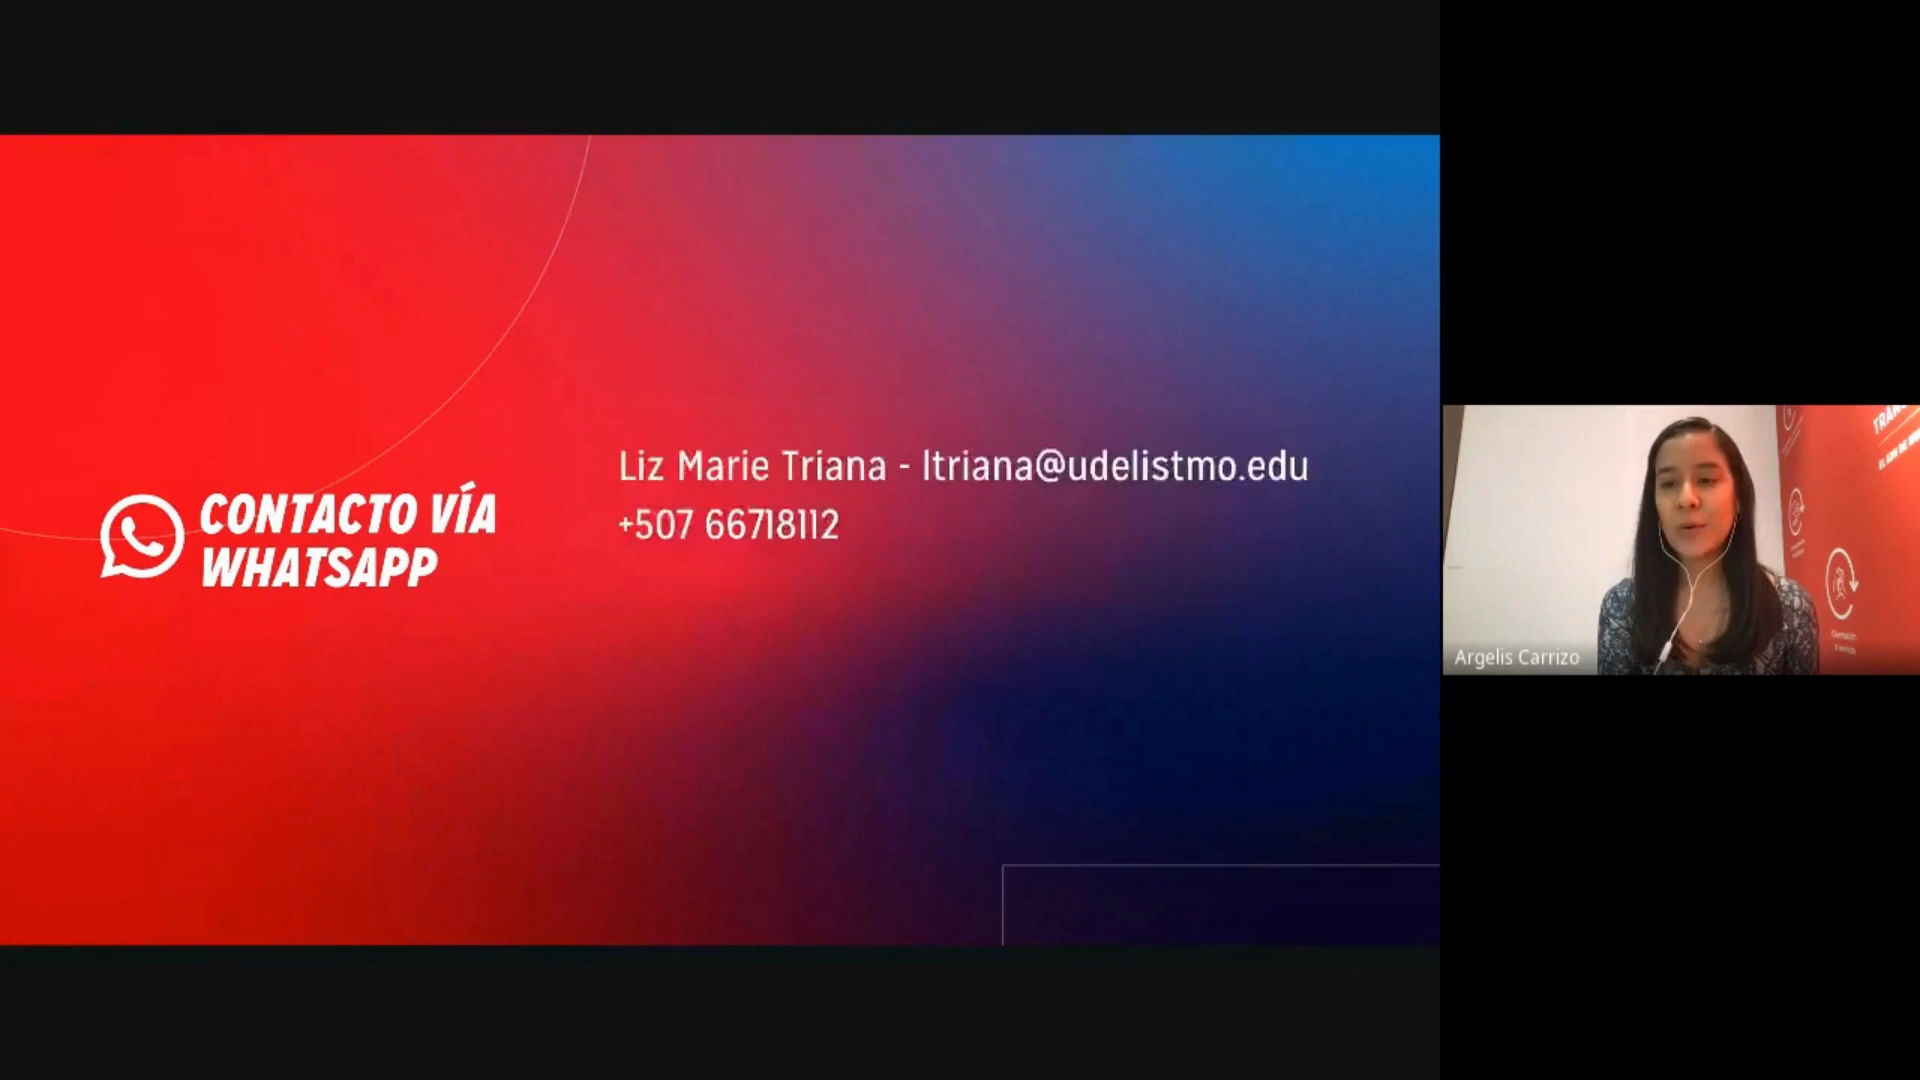 CONTACTO VÍA
WHATSAPP
Liz Marie Triana - ltriana@udelistmo.edu
+507 66718112
Argelis Carrizo